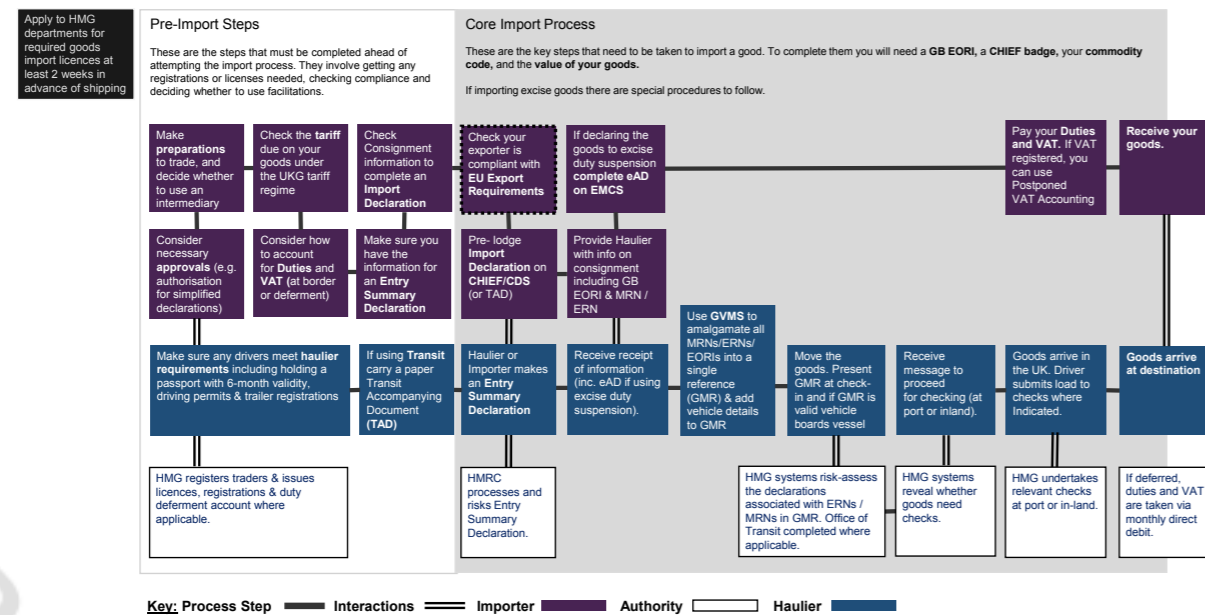 Apply to HMG
departments for
required goods
import licences at
least 2 weeks in
advance of shipping
Pre-Import Steps
These are the steps that must be completed ahead of
attempting the import process. They involve getting any
registrations or licenses needed, checking compliance and
deciding whether to use facilitations.
Core Import Process
These are the key steps that need to be taken to import a good. To complete them you will need a GB EORI, a CHIEF badge, your commodity
code, and the value of your goods.
If importing excise goods there are special procedures to follow.
Make
preparations
to trade, and
decide whether
to use an
intermediary
Check the tariff
due on your
goods under
the UKG tariff
regime
Check
Consignment
information to
complete an
Import
Declaration
Check your
exporter is
compliant with
EU Export
Requirements
If declaring the
goods to excise
duty suspension
complete eAD
on EMCS
Pay your Duties
and VAT. If VAT
registered, you
can use
Postponed
VAT Accounting
Receive your
goods.
Consider
necessary
approvals (e.g.
authorisation
for simplified
declarations)
Consider how
to account
for Duties and
VAT (at border
or deferment)
Make sure you
have the
information for
an Entry
Summary
Declaration
Pre- lodge
Import
Declaration on
CHIEF/CDS
(or TAD)
Provide Haulier
with info on
consignment
including GB
EORI & MRN /
ERN
Make sure any drivers meet haulier
requirements including holding a
passport with 6-month validity,
driving permits & trailer registrations
If using Transit
carry a paper
Transit
Accompanying
Document
(TAD)
Haulier or
Importer makes
an Entry
Summary
Declaration
Receive receipt
of information
(inc. eAD if using
excise duty
suspension).
Use GVMS to
amalgamate all
MRNs/ERNs/
EORIs into a
single
reference
(GMR) & add
vehicle details
to GMR
Move the
goods. Present
GMR at check-
in and if GMR is
valid vehicle
boards vessel
Receive
message to
proceed
for checking (at
port or inland).
Goods arrive in
the UK. Driver
submits load to
checks where
Indicated.
Goods arrive
at destination
HMG registers traders & issues
licences, registrations & duty
deferment account where
applicable.
HMRC
processes and
risks Entry
Summary
Declaration.
HMG systems risk-assess
the declarations
associated with ERNs /
MRNs in GMR. Office of
Transit completed where
applicable.
HMG systems
reveal whether
goods need
checks.
HMG undertakes
relevant checks
at port or in-land.
If deferred,
duties and VAT
are taken via
monthly direct
debit.
Key: Process Step Interactions Importer Authority Haulier